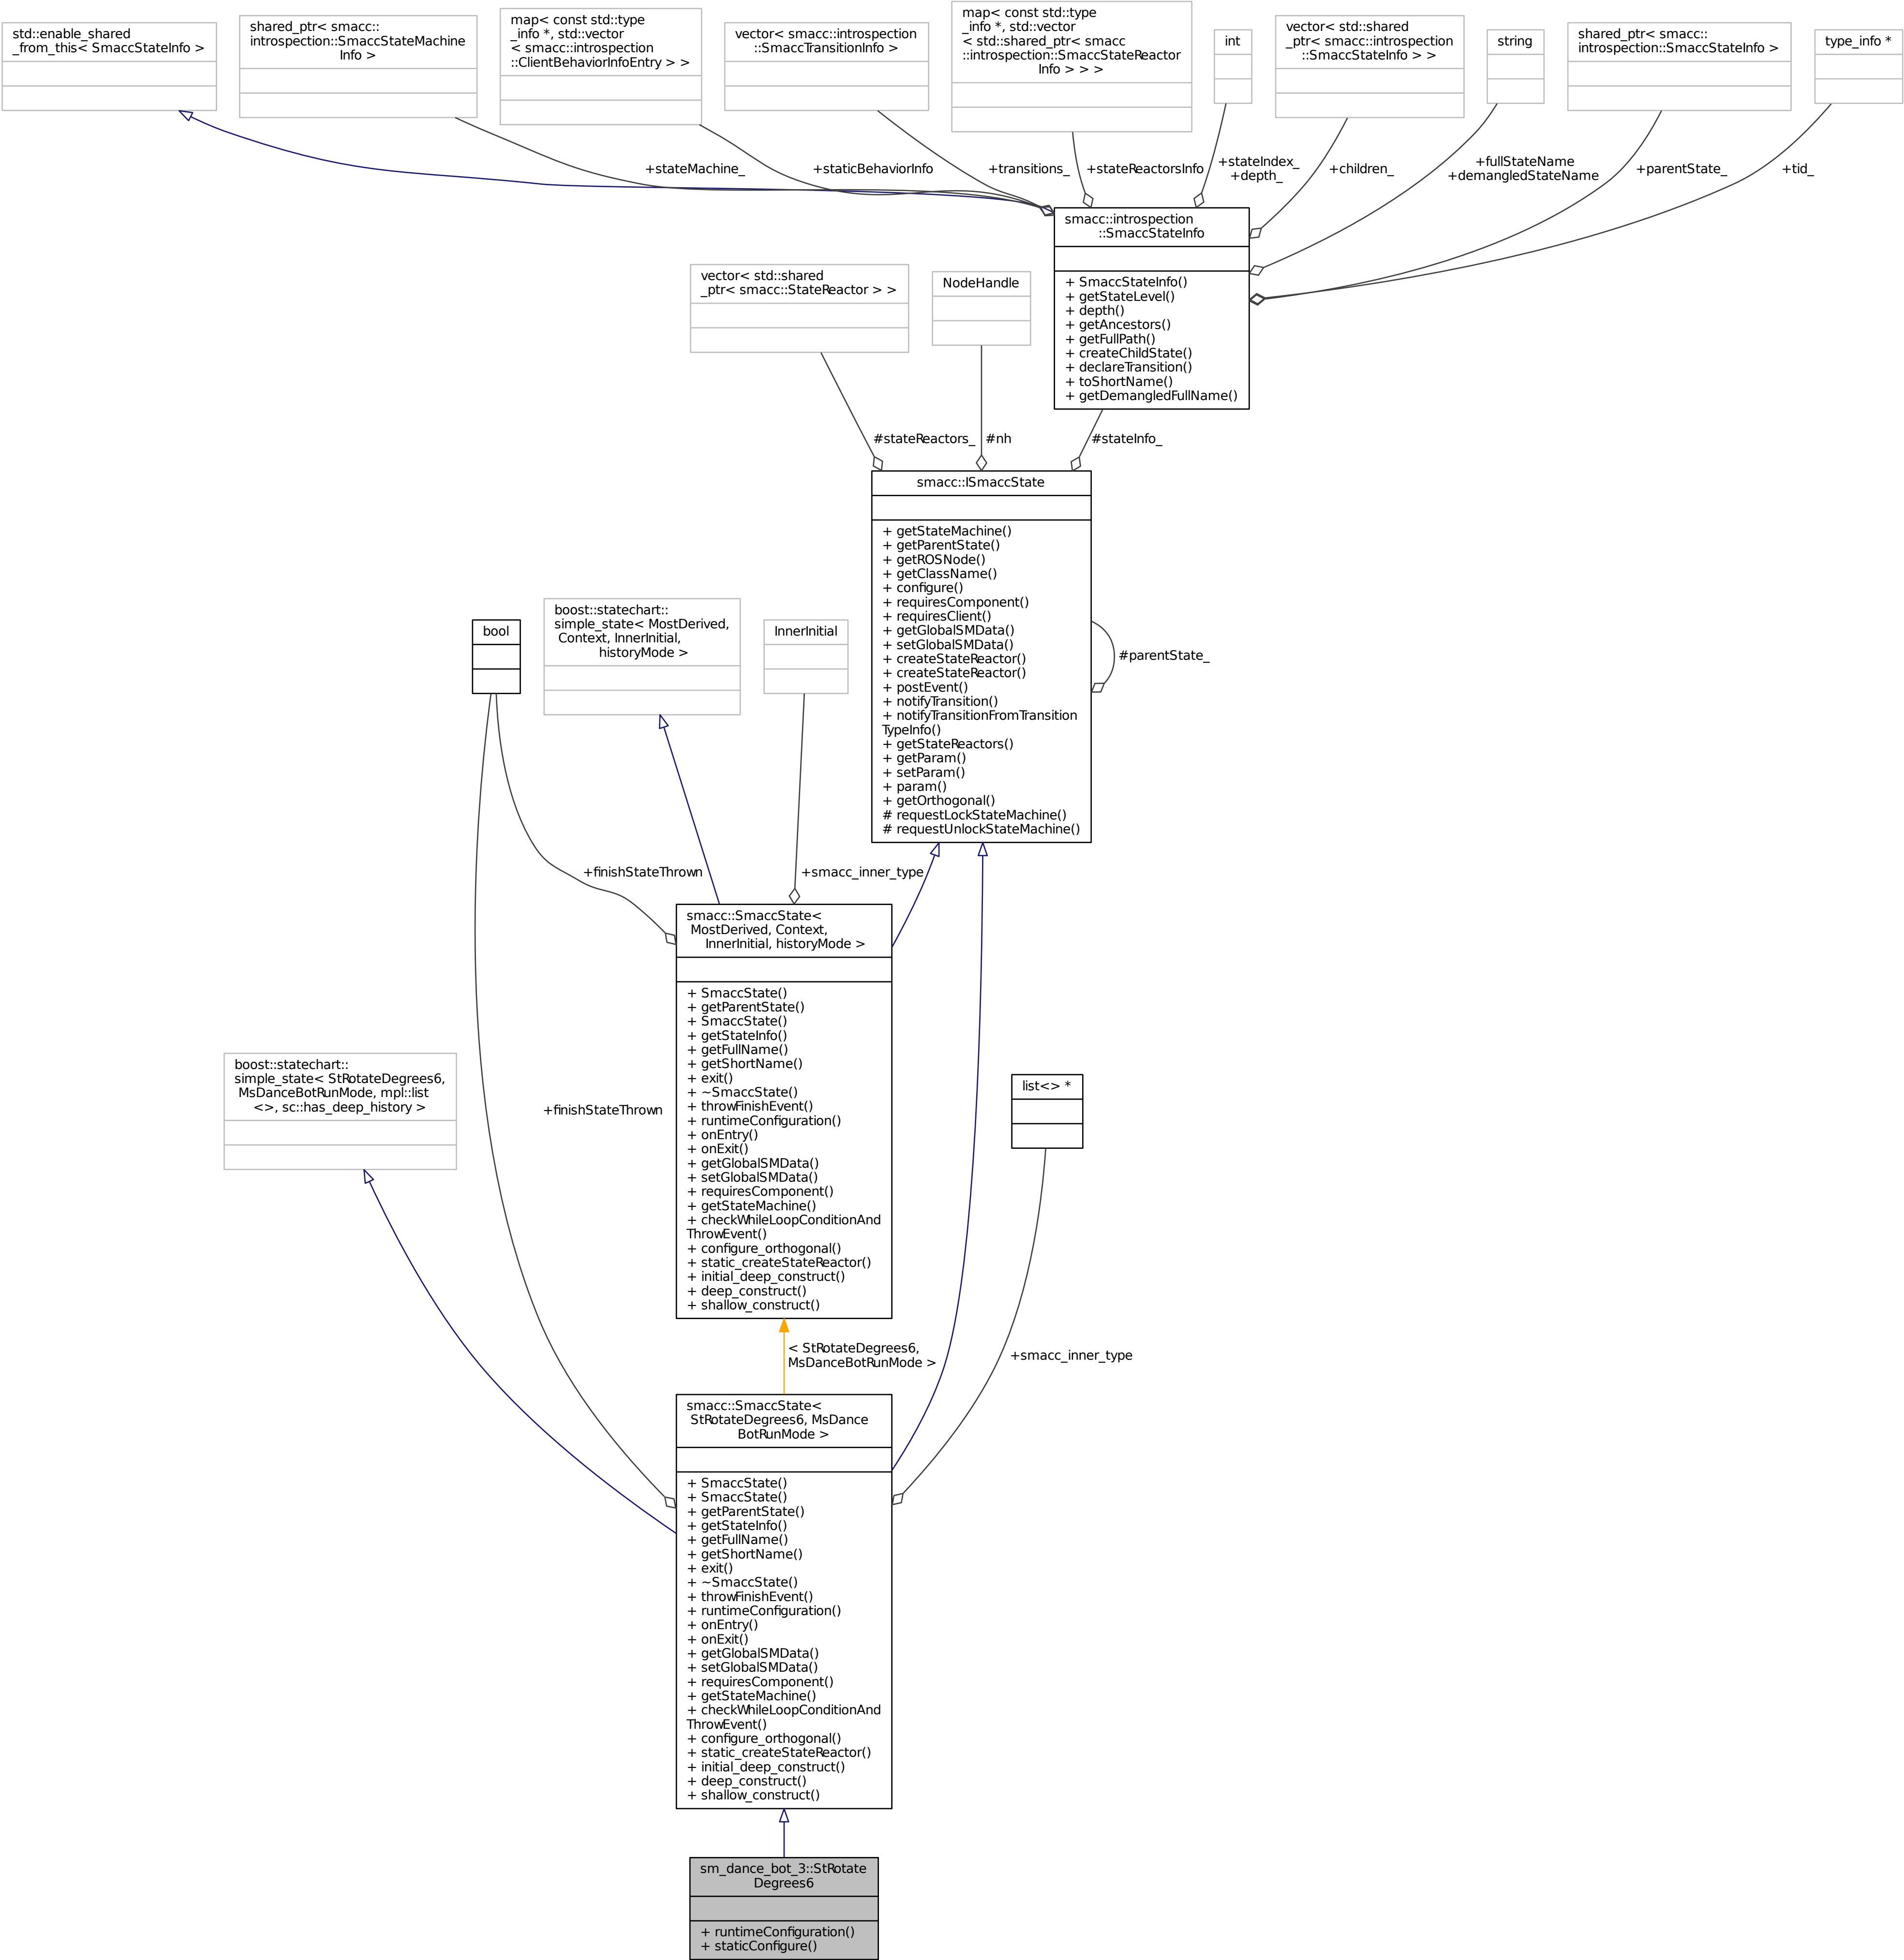 std::enable_shared
_from_this< SmaccStateInfo >
shared_ptr< smacc::
introspection::SmaccStateMachine
Info >
map< const std::type
_info *, std::vector
< smacc::introspection
::ClientBehaviorInfoEntry > >
vector< smacc::introspection
::SmaccTransitionInfo >
map< const std::type
_info *, std::vector
< std::shared_ptr< smacc
::introspection::SmaccStateReactor
Info > > >
int
vector< std::shared
_ptr< smacc::introspection
::SmaccStateInfo > >
string
shared_ptr< smacc::
introspection::SmaccStateInfo >
type_info *
+stateMachine_
+staticBehaviorInfo
+transitions_
+stateReactorsInfo
+stateIndex_
+depth_
+children_
+fullStateName
+demangledStateName
+parentState_
+tid_
smacc::introspection
::SmaccStateInfo
+ SmaccStateInfo()
+ getStateLevel()
+ depth()
+ getAncestors()
+ getFullPath()
+ createChildState()
+ declareTransition()
+ toShortName()
+ getDemangledFullName()
vector< std::shared
_ptr< smacc::StateReactor > >
NodeHandle
#stateReactors_
#nh
#stateInfo_
smacc::ISmaccState
+ getStateMachine()
+ getParentState()
+ getROSNode()
+ getClassName()
+ configure()
+ requiresComponent()
+ requiresClient()
+ getGlobalSMData()
+ setGlobalSMData()
+ createStateReactor()
+ createStateReactor()
+ postEvent()
+ notifyTransition()
+ notifyTransitionFromTransition
TypeInfo()
+ getStateReactors()
+ getParam()
+ setParam()
+ param()
+ getOrthogonal()
# requestLockStateMachine()
# requestUnlockStateMachine()
#parentState_
bool
boost::statechart::
simple_state< MostDerived,
Context, InnerInitial,
historyMode >
InnerInitial
+finishStateThrown
+smacc_inner_type
smacc::SmaccState<
MostDerived, Context,
InnerInitial, historyMode >
+ SmaccState()
+ getParentState()
+ SmaccState()
+ getStateInfo()
+ getFullName()
+ getShortName()
+ exit()
+ ~SmaccState()
+ throwFinishEvent()
+ runtimeConfiguration()
+ onEntry()
+ onExit()
+ getGlobalSMData()
+ setGlobalSMData()
+ requiresComponent()
+ getStateMachine()
+ checkWhileLoopConditionAnd
ThrowEvent()
+ configure_orthogonal()
+ static_createStateReactor()
+ initial_deep_construct()
+ deep_construct()
+ shallow_construct()
boost::statechart::
simple_state< StRotateDegrees6,
MsDanceBotRunMode, mpl::list
<>, sc::has_deep_history >
+finishStateThrown
list<> *
< StRotateDegrees6,
MsDanceBotRunMode >
+smacc_inner_type
smacc::SmaccState<
StRotateDegrees6, MsDance
BotRunMode >
+ SmaccState()
+ SmaccState()
+ getParentState()
+ getStateInfo()
+ getFullName()
+ getShortName()
+ exit()
+ ~SmaccState()
+ throwFinishEvent()
+ runtimeConfiguration()
+ onEntry()
+ onExit()
+ getGlobalSMData()
+ setGlobalSMData()
+ requiresComponent()
+ getStateMachine()
+ checkWhileLoopConditionAnd
ThrowEvent()
+ configure_orthogonal()
+ static_createStateReactor()
+ initial_deep_construct()
+ deep_construct()
+ shallow_construct()
sm_dance_bot_3::StRotate
Degrees6
+ runtimeConfiguration()
+ staticConfigure()